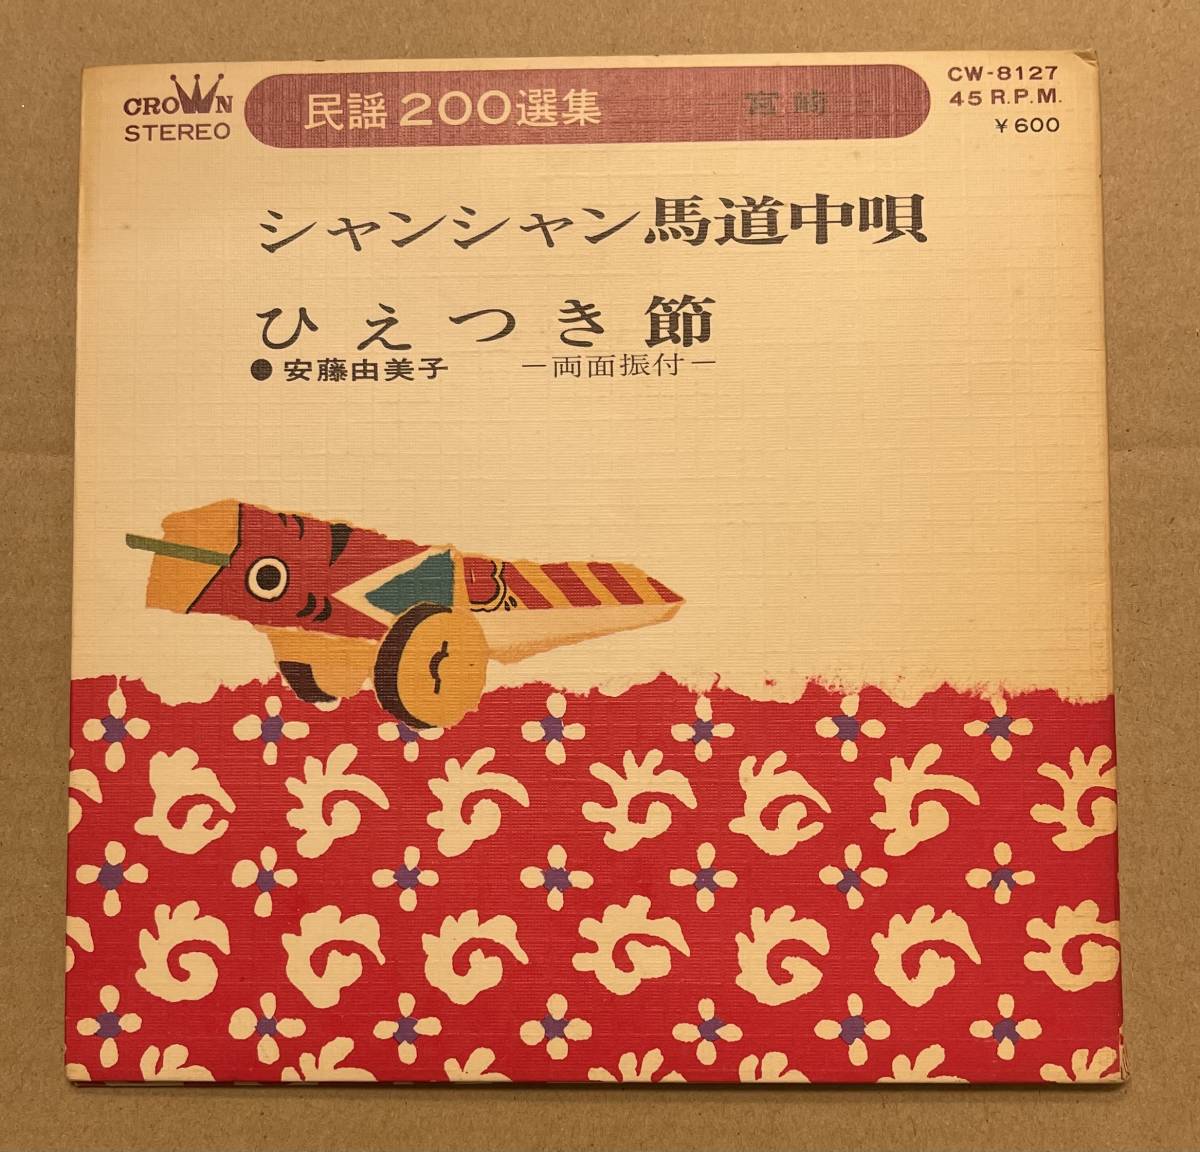 CROWN
STEREO
民謡200選集 宮崎
CW-8127
45 R.P.M.
¥600
シャンシャン馬道中唄
ひえつき節
●安藤由美子 －両面振付－